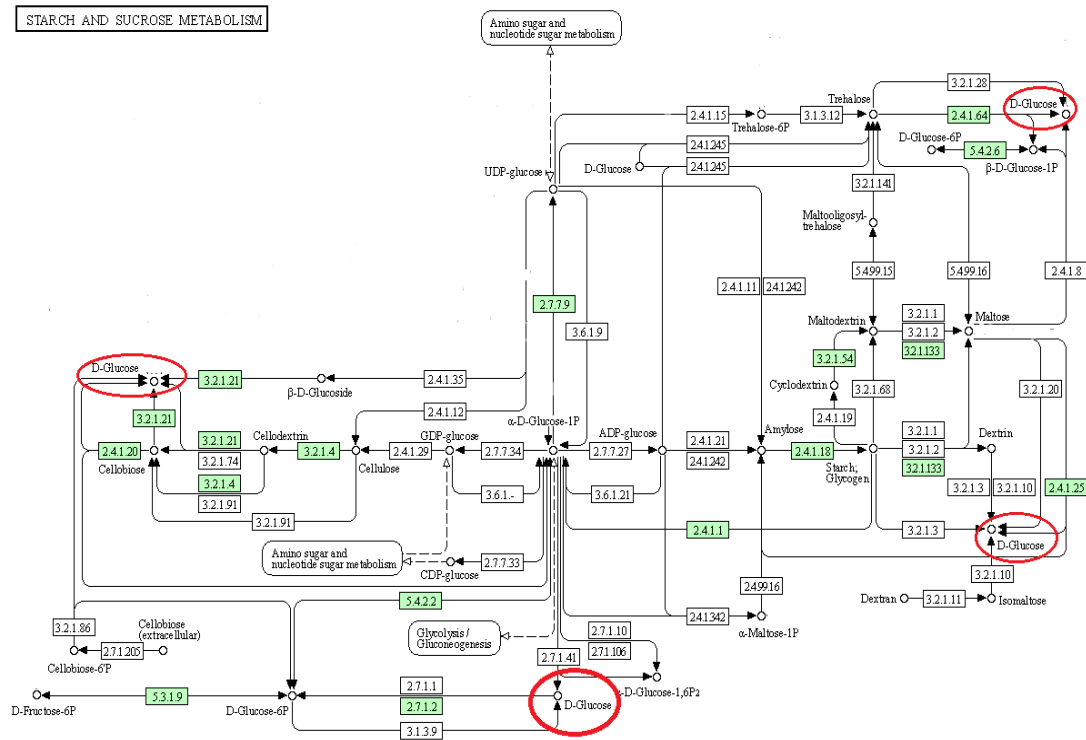 STARCH AND SUCROSE METABOLISM
Amino sugar and
nucleotide sugar metabolism
3.2.1.28
Trehalose
D-Glucose
2.4.1.15
Trehalose-6P
3.1.3.12
2.4.1.64
D-Glucose-6P
5.4.2.6
β-D-Glucose-1P
2.4.1.245
D-Glucose
2.4.1.245
UDP-glucose
3.2.1.141
Maltooligosyl-
trehalose
5.4.99.15
5.4.99.16
2.4.1.8
2.4.1.11
2.4.1.242
2.7.7.9
3.6.1.9
Maltodextrin
3.2.1.1
3.2.1.2
3.2.1.133
Maltose
D-Glucose
3.2.1.21
β-D-Glucoside
2.4.1.35
3.2.1.54
Cyclodextrin
3.2.1.68
3.2.1.20
3.2.1.21
2.4.1.12
α-D-Glucose-1P
2.4.1.19
2.4.1.20
Cellobiose
3.2.1.21
3.2.1.74
3.2.1.4
3.2.1.91
Cellodextrin
3.2.1.4
Cellulose
2.4.1.29
GDP-glucose
2.7.7.34
2.7.7.27
ADP-glucose
2.4.1.21
2.4.1.242
Amylose
2.4.1.18
Starch;
Glycogen
3.2.1.1
3.2.1.2
3.2.1.133
Dextrin
3.6.1.-
3.6.1.21
3.2.1.3
3.2.1.10
2.4.1.25
3.2.1.91
2.4.1.1
3.2.1.3
D-Glucose
Amino sugar and
nucleotide sugar metabolism
CDP-glucose
2.7.7.33
3.2.1.10
2.4.99.16
Dextran
3.2.1.11
Isomaltose
5.4.2.2
2.4.1.342
α-Maltose-1P
3.2.1.86
Cellobiose
(extracellular)
2.7.1.205
Cellobiose-6'P
Glycolysis /
Gluconeogenesis
2.7.1.10
2.7.1.106
2.7.1.41
-D-Glucose-1,6P2
D-Fructose-6P
5.3.1.9
D-Glucose-6P
2.7.1.1
2.7.1.2
3.1.3.9
D-Glucose